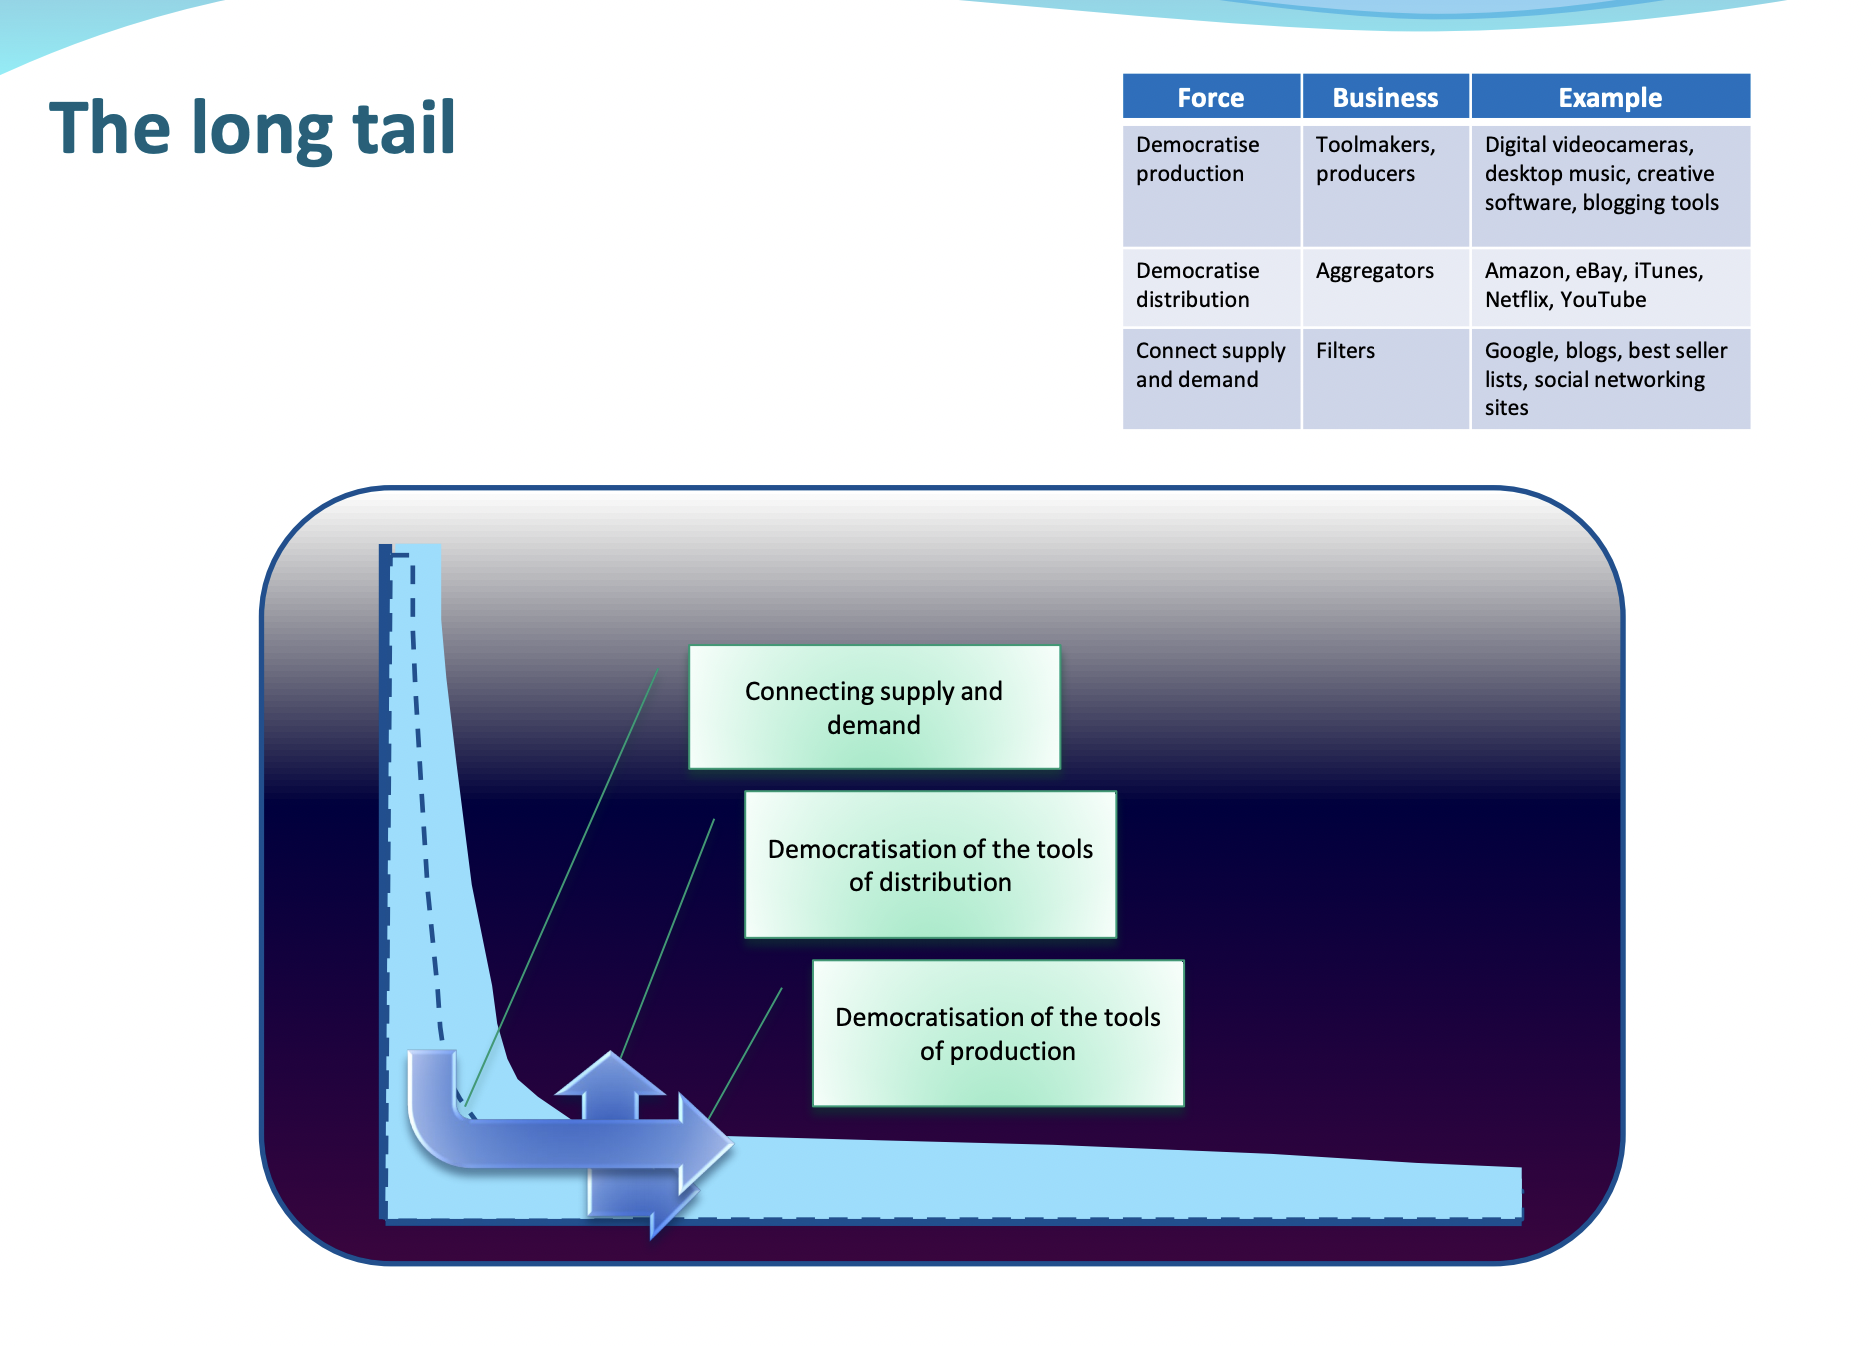 The long tail
Force Business Example
Democratise
production
Toolmakers,
producers
Digital videocameras,
desktop music, creative
software, blogging tools
Democratise
distribution
Aggregators
Amazon, eBay, iTunes,
Netflix, YouTube
Connect supply
and demand
Filters
Google, blogs, best seller
lists, social networking
sites
Connecting supply and
demand
Democratisation of the tools
of distribution
Democratisation of the tools
of production